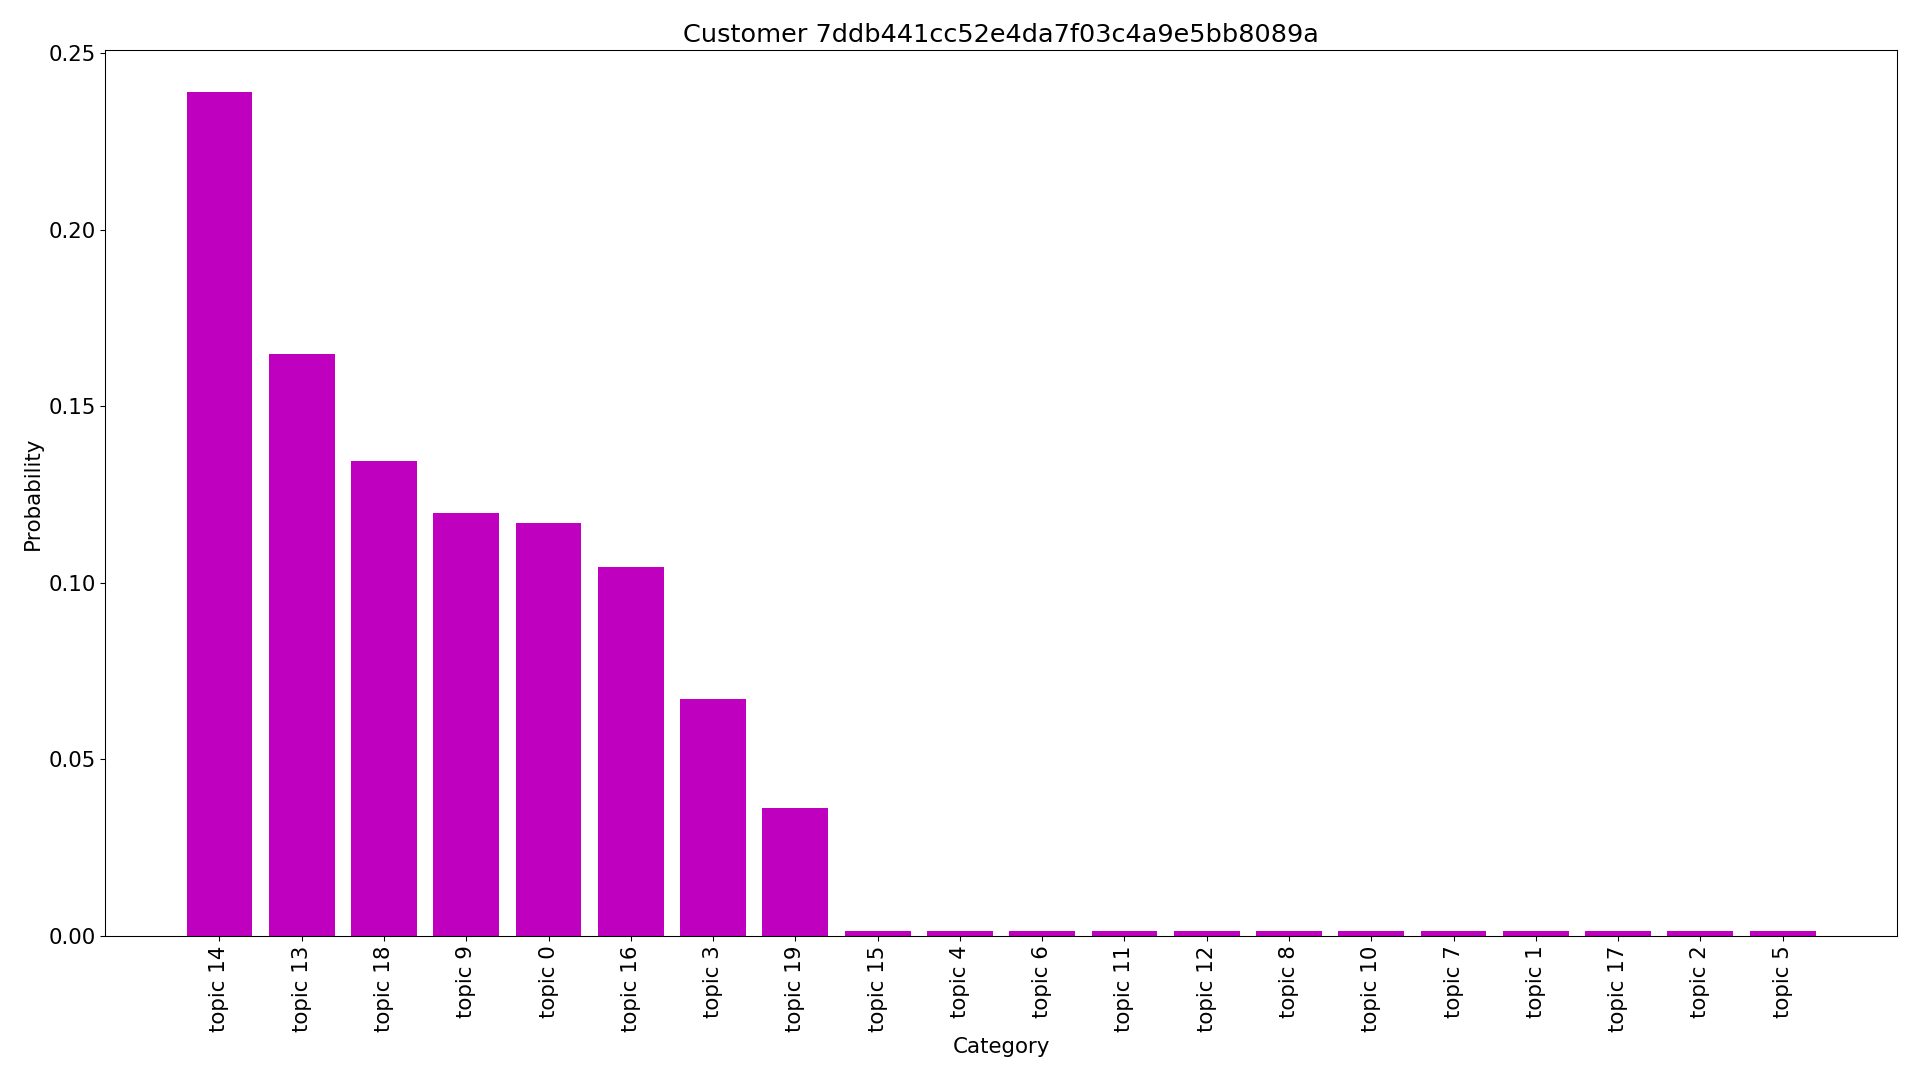 Customer 7ddb441cc52e4da7f03c4a9e5bb8089a
0.25
0.20
0.15
0.10
0.05
0.00
Probability
topic 14
topic 13
topic 18
topic 9
topic 0
topic 16
topic 3
topic 19
topic 15
topic 4
topic 6
topic 11
topic 12
topic 8
topic 10
topic 7
topic 1
topic 17
topic 2
topic 5
Category